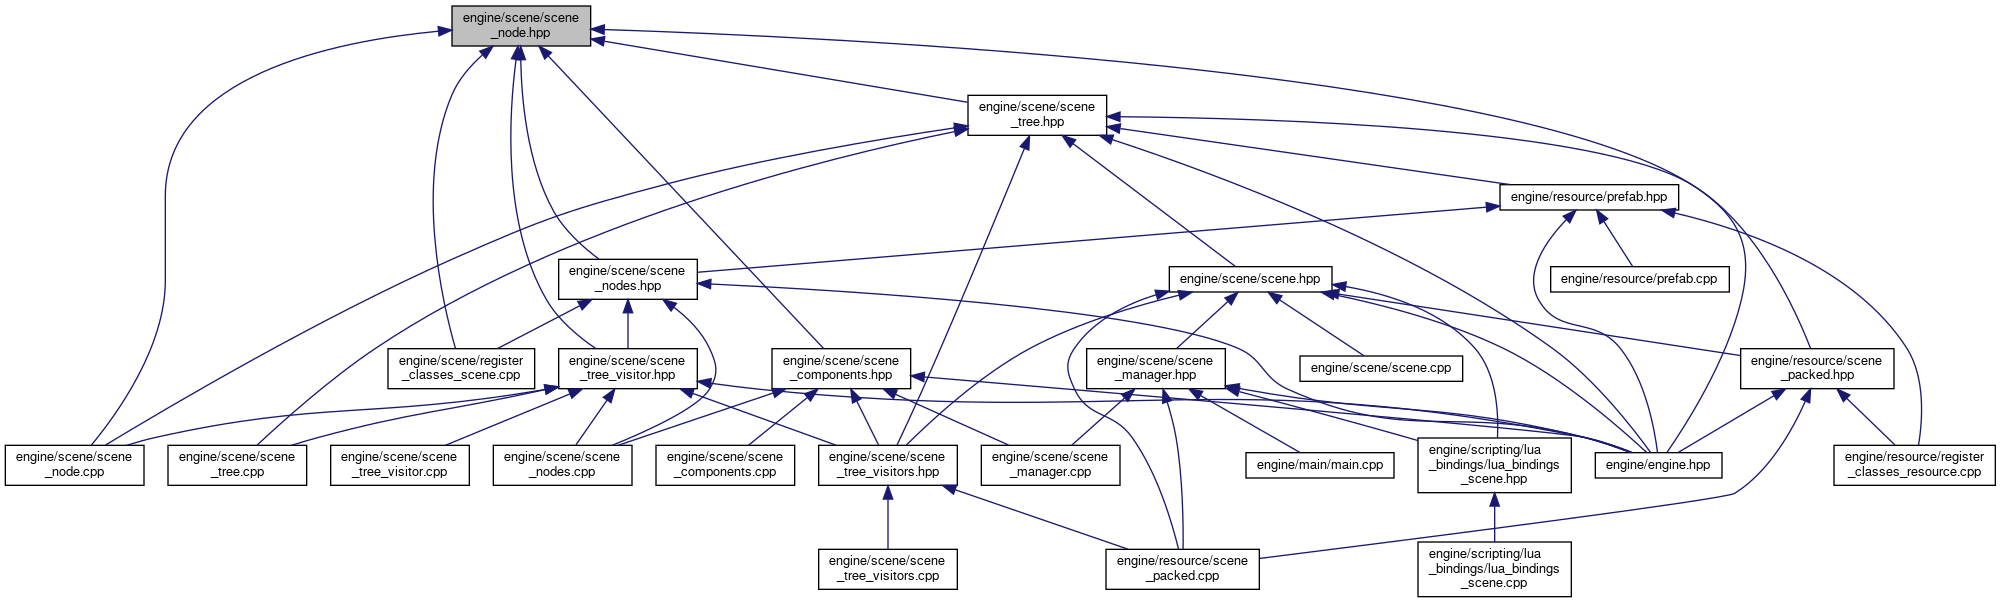 engine/scene/scene
_node.hpp
engine/scene/scene
_tree.hpp
engine/resource/prefab.hpp
engine/scene/scene
_nodes.hpp
engine/scene/scene.hpp
engine/resource/prefab.cpp
engine/scene/register
_classes_scene.cpp
engine/scene/scene
_tree_visitor.hpp
engine/scene/scene
_components.hpp
engine/scene/scene
_manager.hpp
engine/scene/scene.cpp
engine/resource/scene
_packed.hpp
engine/scene/scene
_node.cpp
engine/scene/scene
_tree.cpp
engine/scene/scene
_tree_visitor.cpp
engine/scene/scene
_nodes.cpp
engine/scene/scene
_components.cpp
engine/scene/scene
_tree_visitors.hpp
engine/scene/scene
_manager.cpp
engine/main/main.cpp
engine/scripting/lua
_bindings/lua_bindings
_scene.hpp
engine/engine.hpp
engine/resource/register
_classes_resource.cpp
engine/scene/scene
_tree_visitors.cpp
engine/resource/scene
_packed.cpp
engine/scripting/lua
_bindings/lua_bindings
_scene.cpp